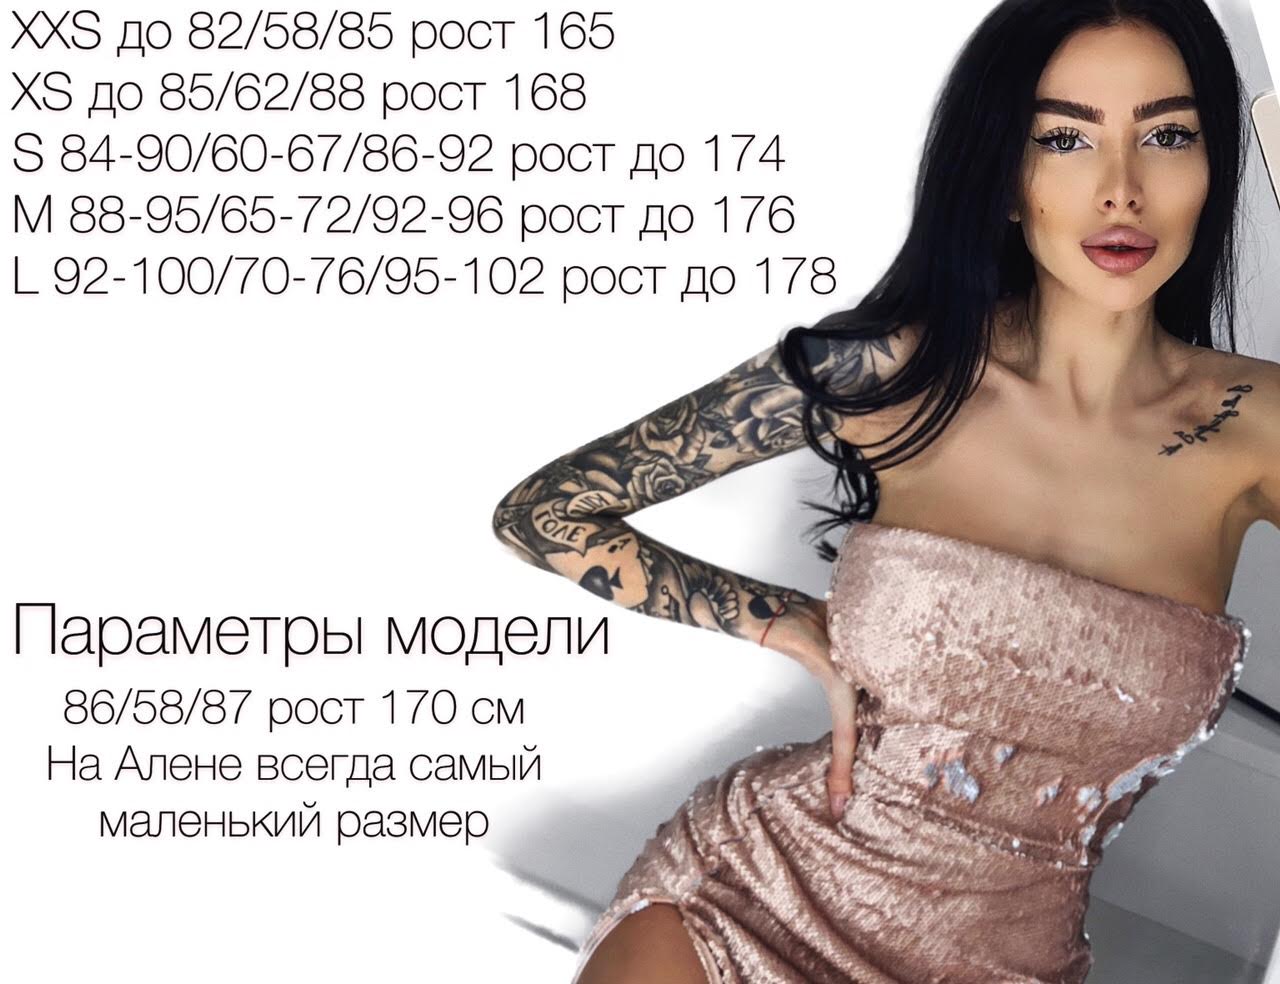 XXS до 82/58/85 рост 165
XS до 85/62/88 рост 168
S 84-90/60-67/86-92 рост до 174
M 88-95/65-72/92-96 рост до 176
L 92-100/70-76/95-102 рост до 178
ГОЛЕ
A
Параметры модели
86/58/87 рост 170 см
На Алене всегда самый
маленький размер